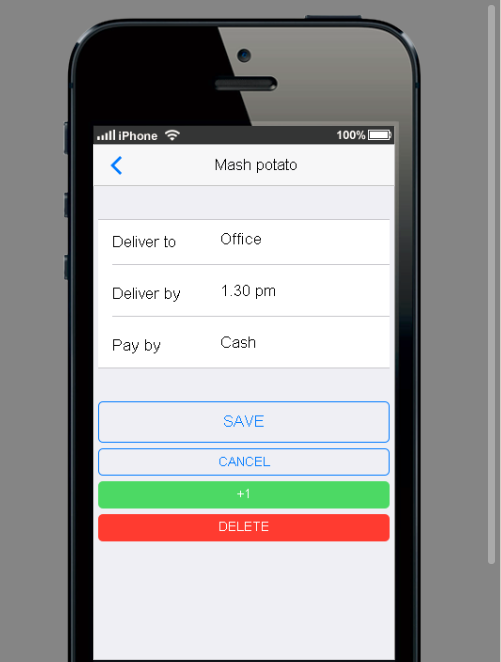 iPhone 100%
Mash potato
Deliver to Office
Deliver by 1.30 pm
Pay by Cash
SAVE
CANCEL
+1
DELETE